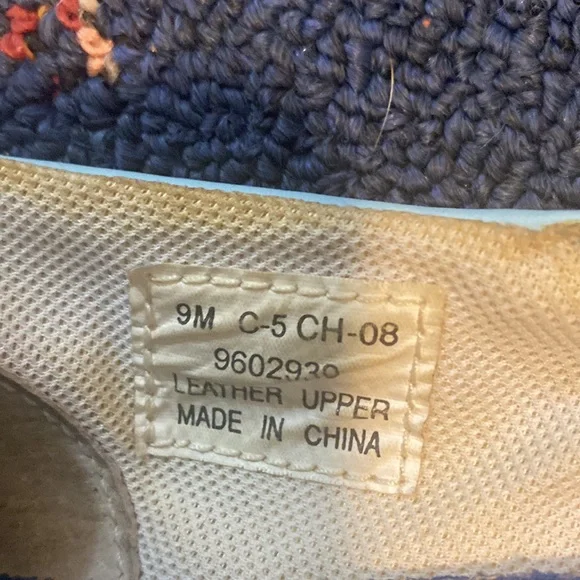 9M C-5 CH-08
9602939
LEATHER UPPER
MADE IN CHINA